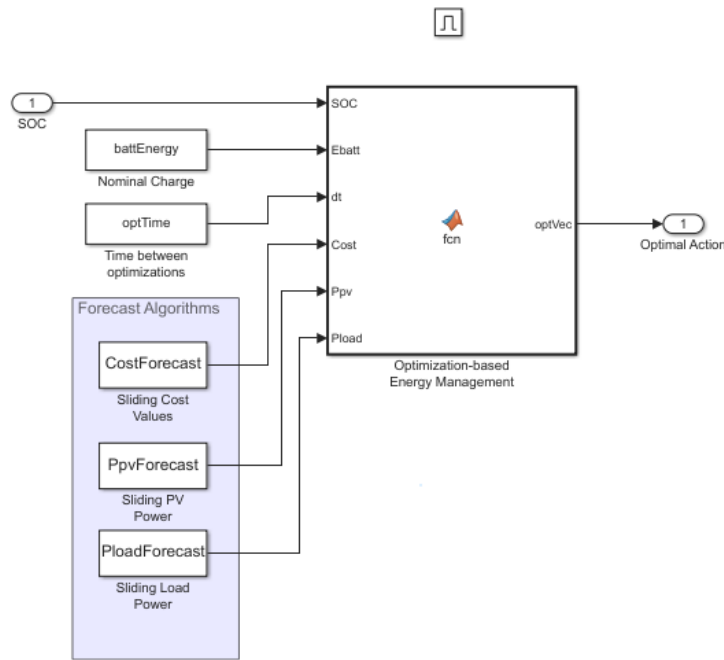 1
SOC
battEnergy
Nominal Charge
optTime
Time between
optimizations
Forecast Algorithms
CostForecast
Sliding Cost
Values
PpvForecast
Sliding PV
Power
PloadForecast
Sliding Load
Power
SOC
Ebatt
dt
Cost
Ppv
Pload
fcn
optVec
Optimization-based
Energy Management
1
Optimal Action